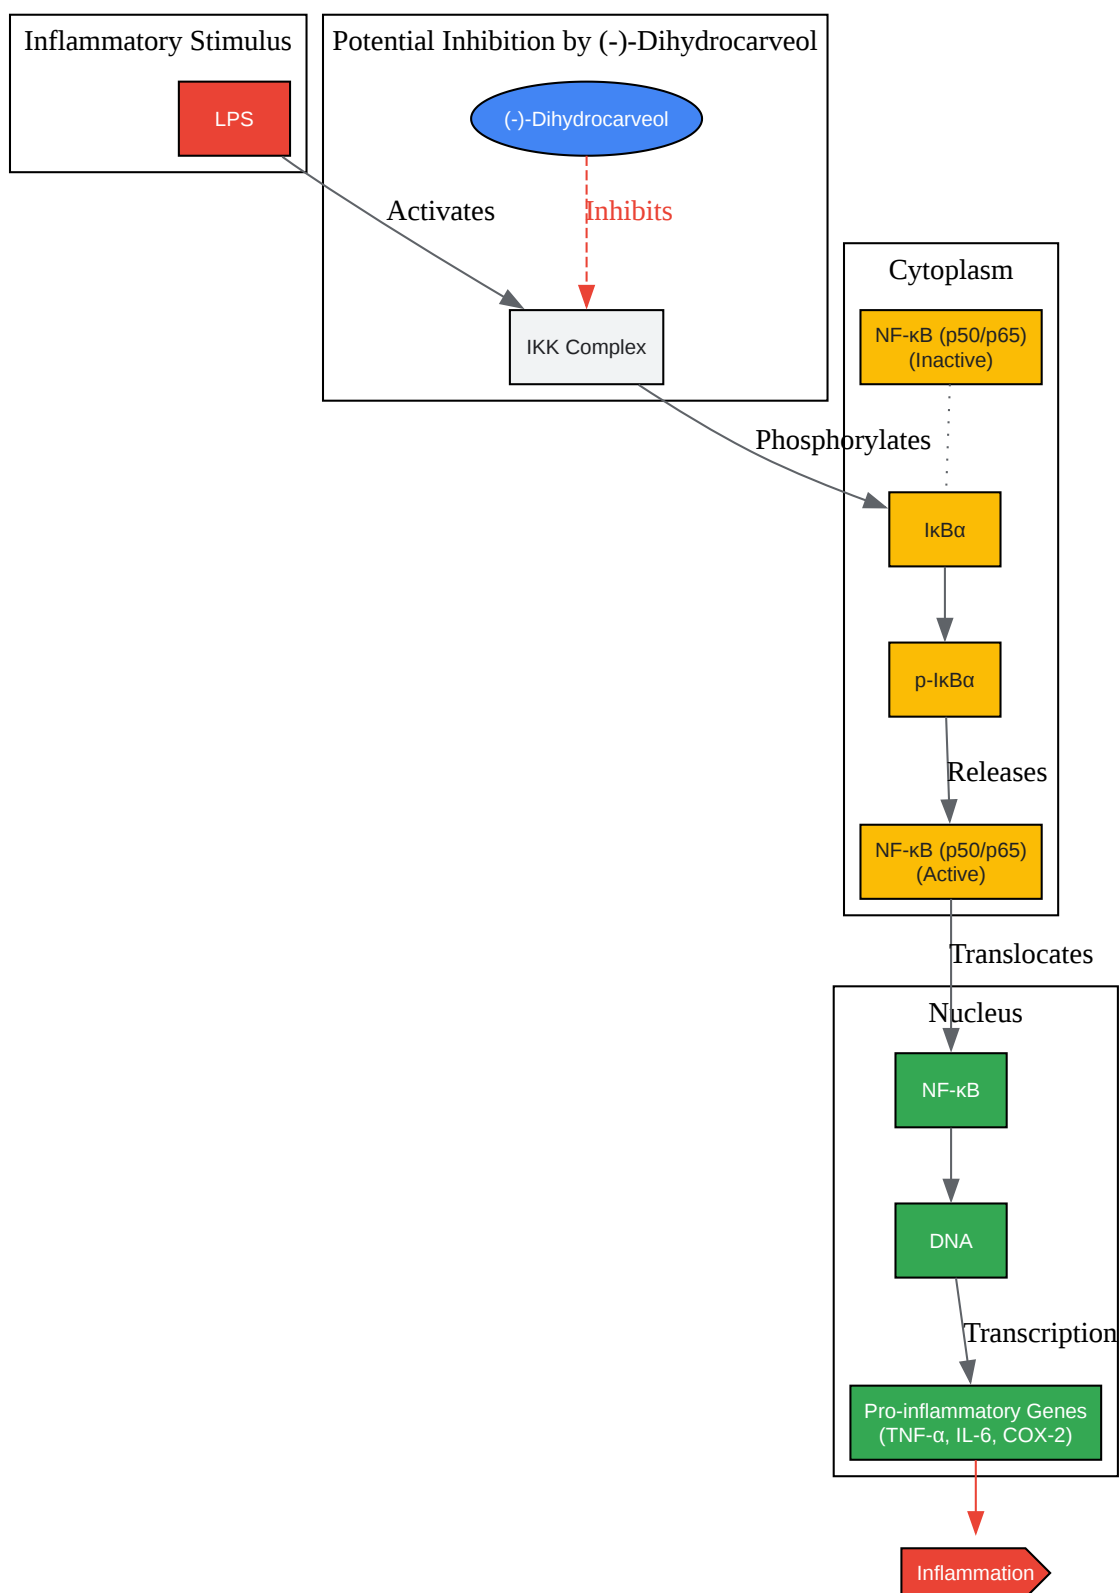 Inflammatory Stimulus
LPS
Potential Inhibition by (-)-Dihydrocarveol
(-)-Dihydrocarveol
Activates
Inhibits
IKK Complex
Cytoplasm
NF-κB (p50/p65)
(Inactive)
Phosphorylates
IκBα
p-IκBα
Releases
NF-κB (p50/p65)
(Active)
Translocates
Nucleus
NF-κB
DNA
Transcription
Pro-inflammatory Genes
(TNF-α, IL-6, COX-2)
Inflammation